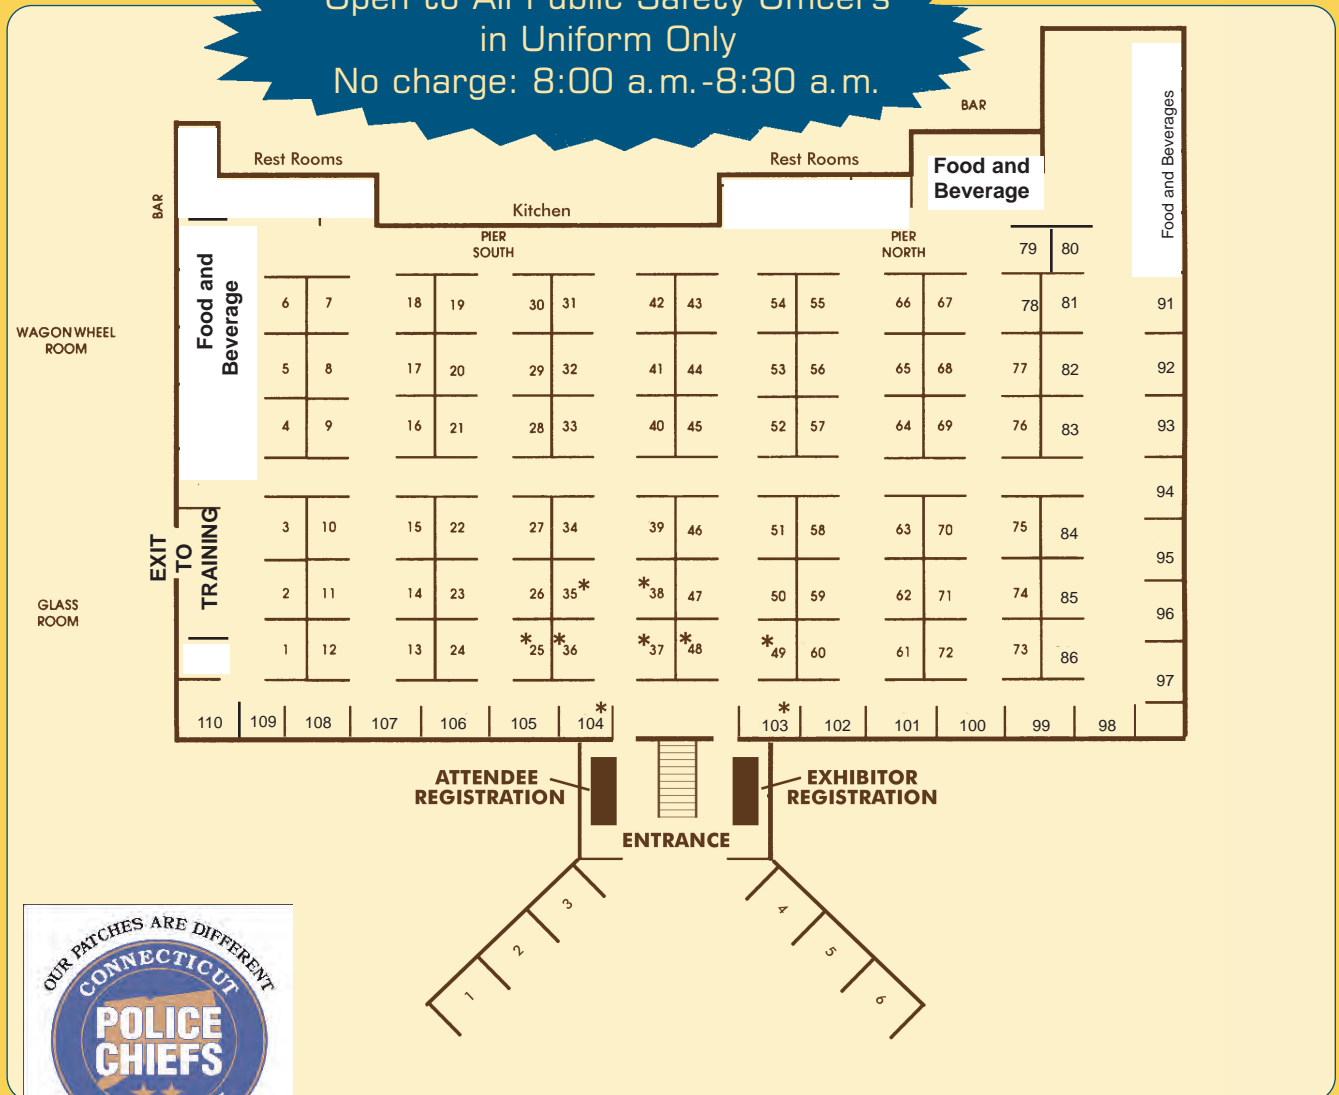 Open to All Public Safety Officers
in Uniform Only
No charge: 8:00 a.m.-8:30 a.m.
BAR
Food and Beverages
Rest Rooms
Rest Rooms
Food and
Beverage
BAR
Kitchen
PIER
SOUTH
PIER
NORTH
79 80
Food and
Beverage
6 7 18 19 30 31 42 43 54 55 66 67 78 81 91
WAGON WHEEL
ROOM
5 8 17 20 29 32 41 44 53 56 65 68 77 82 92
4 9 16 21 28 33 40 45 52 57 64 69 76 83 93
94
EXIT
TO
TRAINING
3 10 15 22 27 34 39 46 51 58 63 70 75 84
95
2 11 14 23 26 35* *38 47 50 59 62 71 74 85
GLASS
ROOM
96
1 12 13 24 *25 *36 *37 *48 *49 60 61 72 73 86
97
110 109 108 107 106 105 104* 103* 102 101 100 99 98
ATTENDEE
REGISTRATION
EXHIBITOR
REGISTRATION
ENTRANCE
3 4
2 5
1 6
OUR PATCHES ARE DIFFERENT
CONNECTICUT
POLICE
CHIEFS